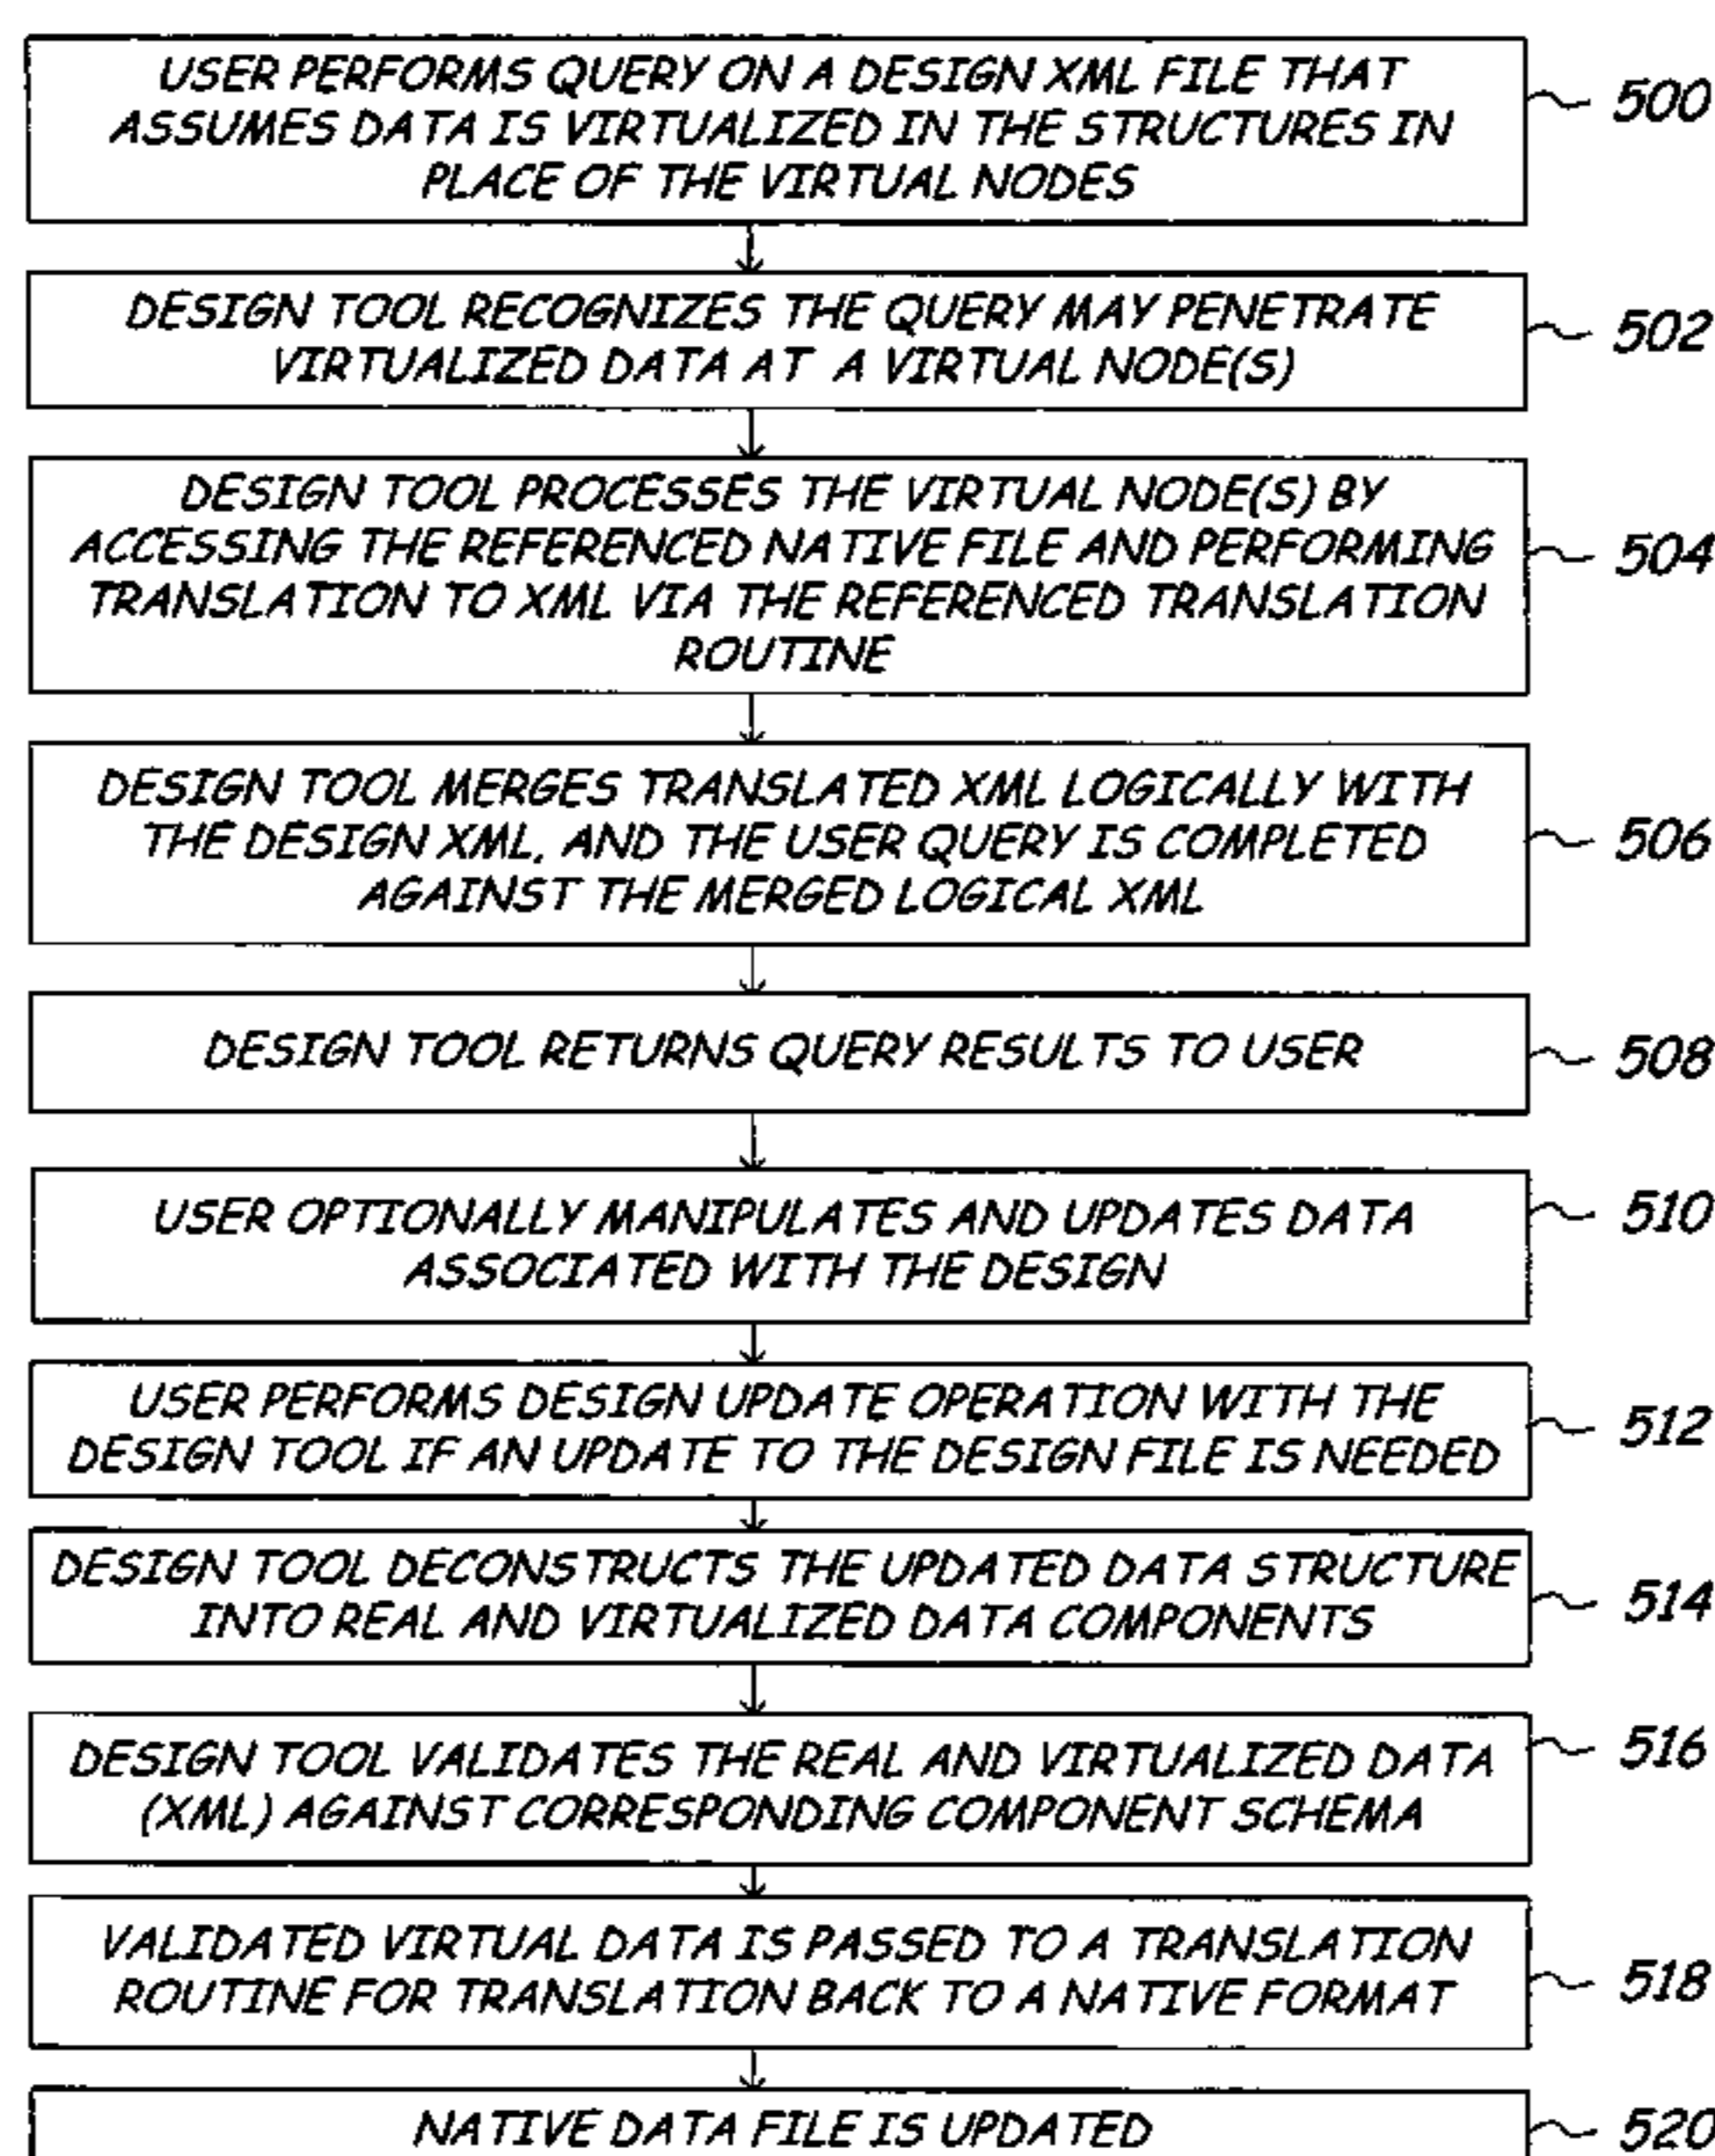 USER PERFORMS QUERY ON A DESIGN XML FILE THAT
ASSUMES DATA IS VIRTUALIZED IN THE STRUCTURES IN
PLACE OF THE VIRTUAL NODES
500
DESIGN TOOL RECOGNIZES THE QUERY MAY PENETRATE
VIRTUALIZED DATA AT A VIRTUAL NODE(S)
502
DESIGN TOOL PROCESSES THE VIRTUAL NODE(S) BY
ACCESSING THE REFERENCED NATIVE FILE AND PERFORMING
TRANSLATION TO XML VIA THE REFERENCED TRANSLATION
ROUTINE
504
DESIGN TOOL MERGES TRANSLATED XML LOGICALLY WITH
THE DESIGN XML, AND THE USER QUERY IS COMPLETED
AGAINST THE MERGED LOGICAL XML
506
DESIGN TOOL RETURNS QUERY RESULTS TO USER
508
USER OPTIONALLY MANIPULATES AND UPDATES DATA
ASSOCIATED WITH THE DESIGN
510
USER PERFORMS DESIGN UPDATE OPERATION WITH THE
DESIGN TOOL IF AN UPDATE TO THE DESIGN FILE IS NEEDED
512
DESIGN TOOL DECONSTRUCTS THE UPDATED DATA STRUCTURE
INTO REAL AND VIRTUALIZED DATA COMPONENTS
514
DESIGN TOOL VALIDATES THE REAL AND VIRTUALIZED DATA
(XML) AGAINST CORRESPONDING COMPONENT SCHEMA
516
VALIDATED VIRTUAL DATA IS PASSED TO A TRANSLATION
ROUTINE FOR TRANSLATION BACK TO A NATIVE FORMAT
518
NATIVE DATA FILE IS UPDATED
520